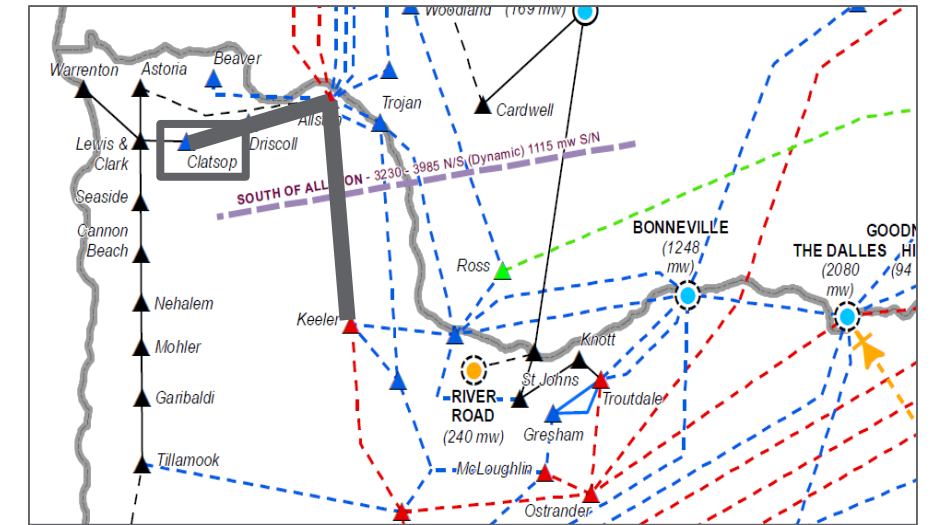 Woodland
(169 mw)
Beaver
Warrenton
Astoria
Trojan
Cardwell
Allston
Lewis &
Clark
Driscoll
Clatsop
SOUTH OF ALLSTON - 3230 - 3985 N/S (Dynamic) 1115 mw S/N
Seaside
Cannon
Beach
BONNEVILLE
(1248
mw)
GOODN
THE DALLES
HI
(2080
mw)
(94
Ross
Nehalem
Keeler
Knott
Mohler
St Johns
RIVER
ROAD
(240 mw)
Troutdale
Garibaldi
Gresham
Tillamook
McLoughlin
Ostrander